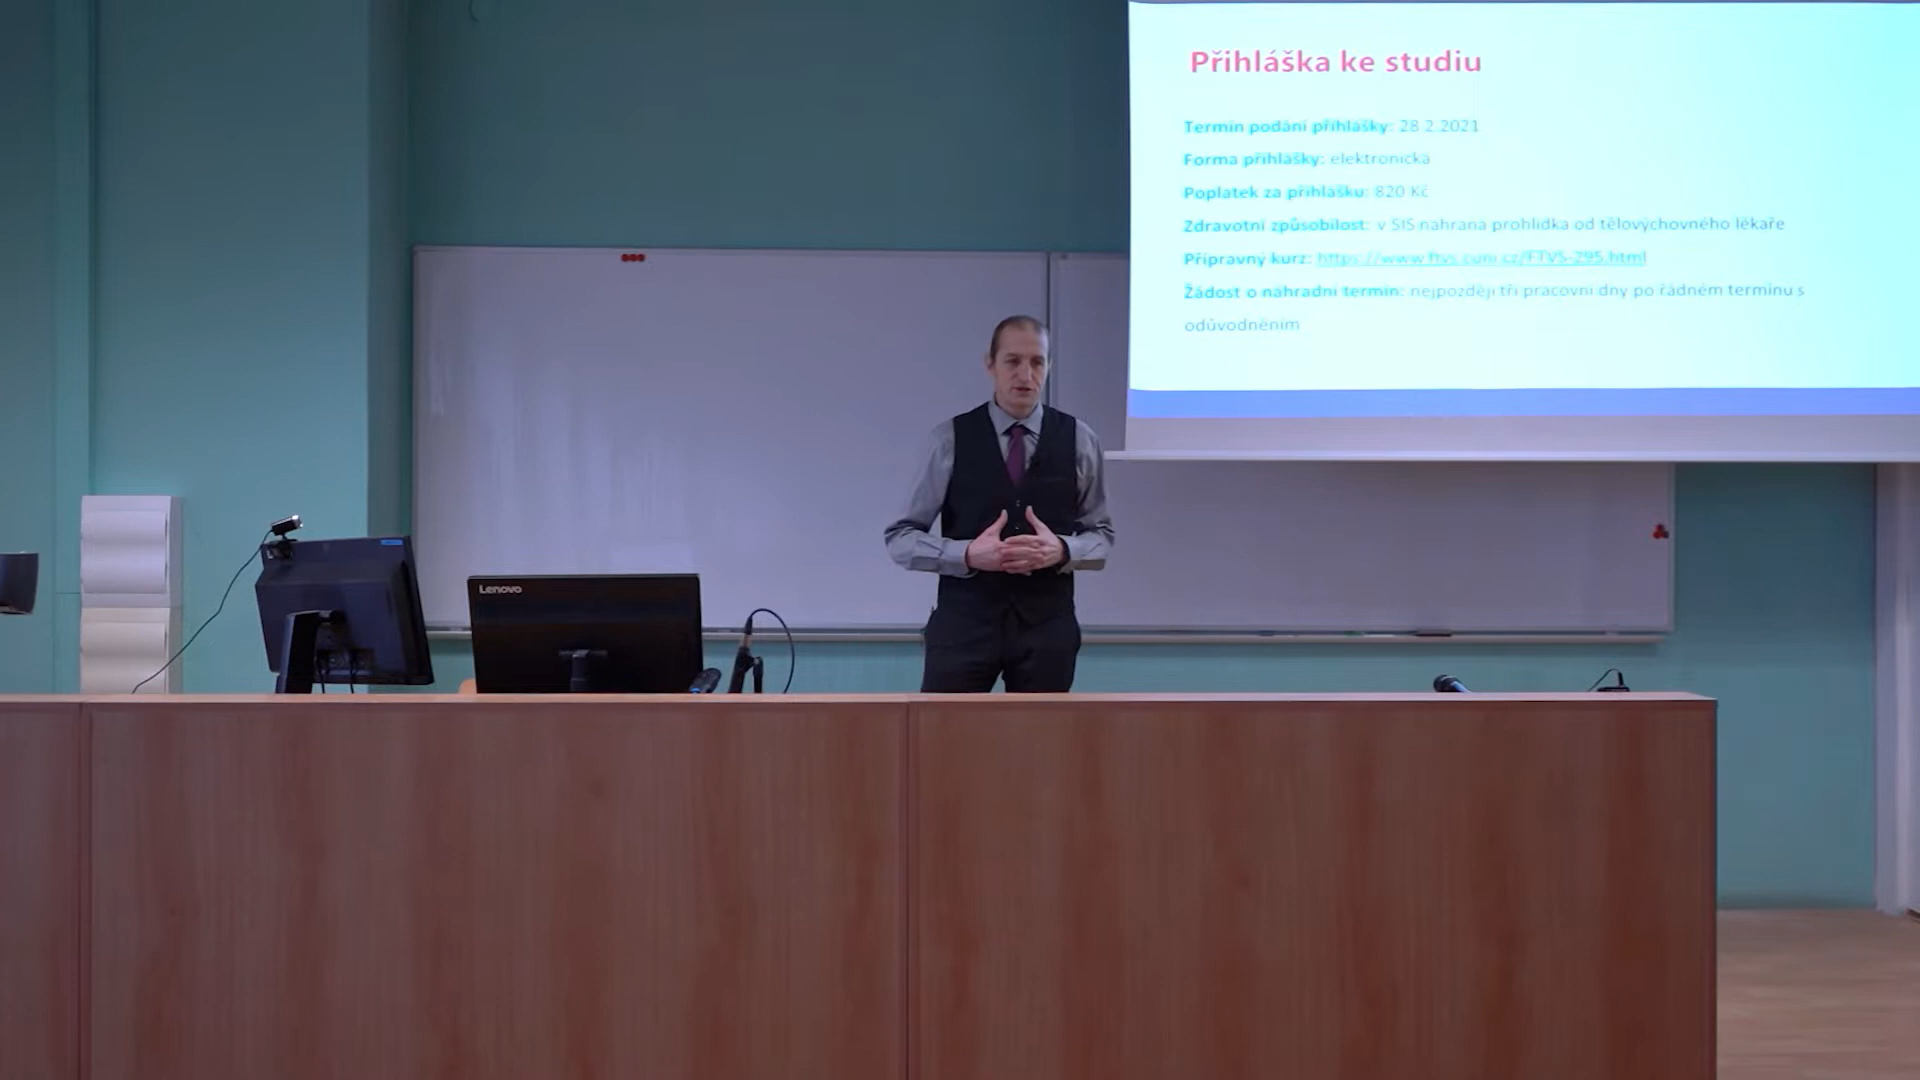 Přihláška ke studiu
Termín podání přihlášky: 28.2.2021
Forma přihlášky: elektronická
Poplatek za přihlášku: 820 Kč
Zdravotní způsobilost: v SIS nahraná prohlídka od tělovýchovného lékaře
Přípravný kurz: https://www.ftvs.cuni.cz/FTVS-295.html
Žádost o náhradní termín: nejpozději tři pracovní dny po řádném termínu s
odůvodněním
Lenovo